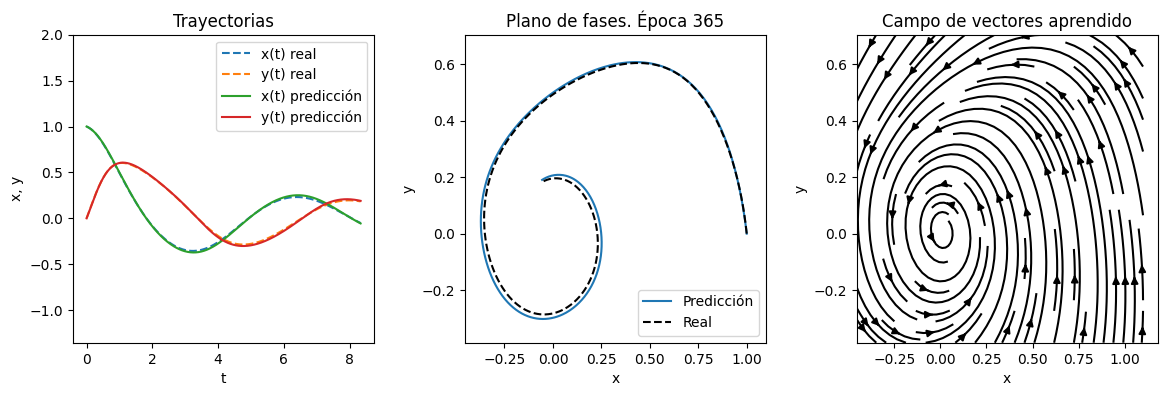 Trayectorias
2.0
1.5
1.0
0.5
0.0
−0.5
−1.0
x, y
0 2 4 6 8
t
x(t) real
y(t) real
x(t) predicción
y(t) predicción
Plano de fases. Época 365
0.6
0.4
0.2
0.0
−0.2
y
−0.25 0.00 0.25 0.50 0.75 1.00
x
Predicción
Real
Campo de vectores aprendido
0.6
0.4
0.2
0.0
−0.2
y
−0.25 0.00 0.25 0.50 0.75 1.00
x